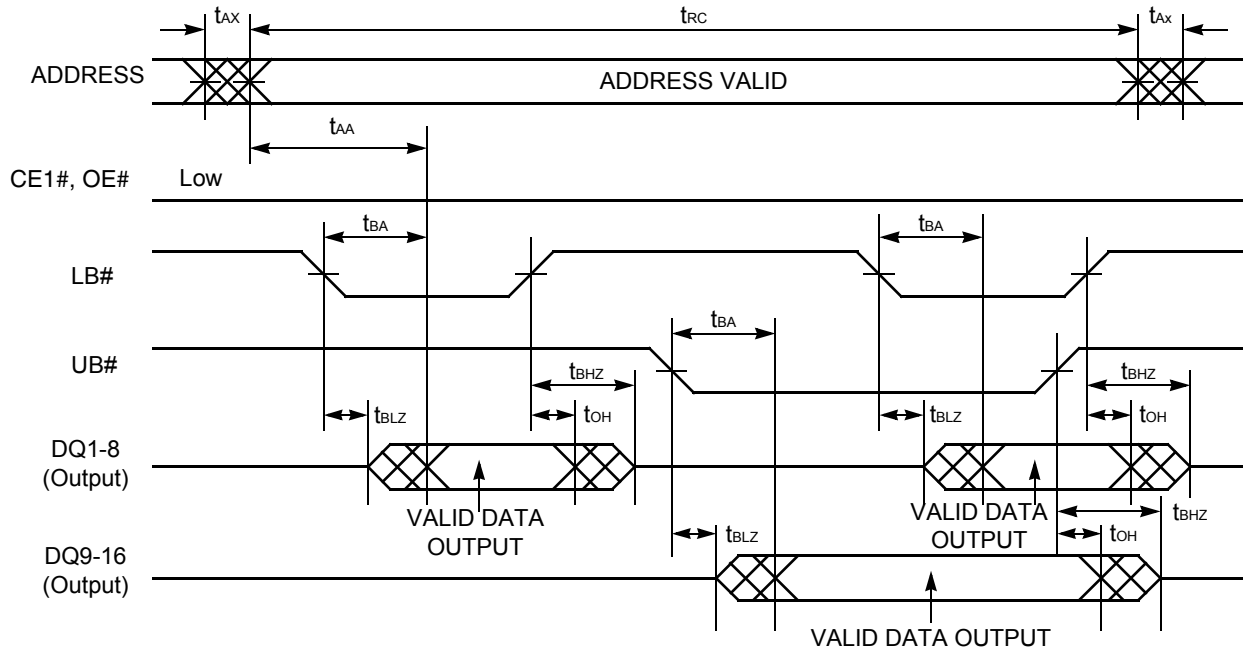 tAX tRC tAx
ADDRESS ADDRESS VALID
tAA
CE1#, OE# Low
tBA tBA
LB#
tBA
UB#
tBHZ tBHZ
tBLZ tOH tBLZ tOH
DQ1-8
(Output)
VALID DATA
OUTPUT
VALID DATA
OUTPUT
tBHZ
tBLZ tOH
DQ9-16
(Output)
VALID DATA OUTPUT